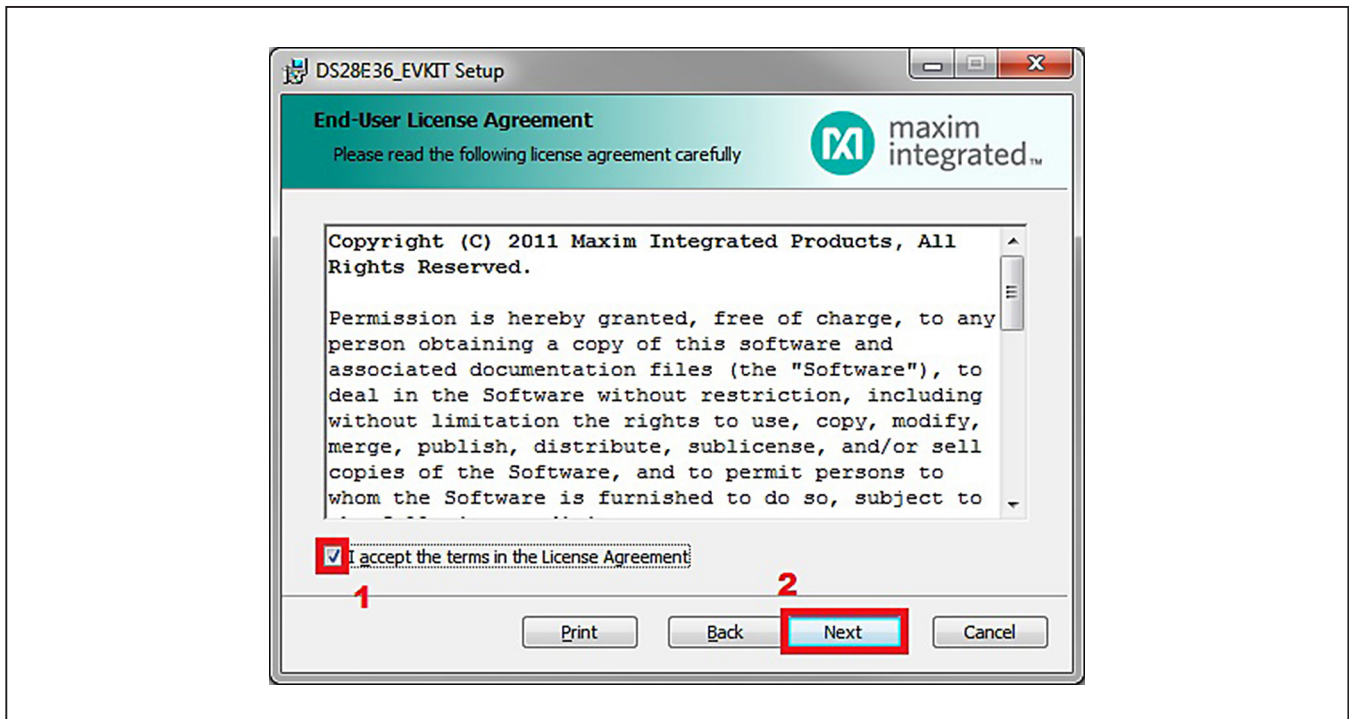 DS28E36_EVKIT Setup
End-User License Agreement
Please read the following license agreement carefully
maxim
integrated™
Copyright (C) 2011 Maxim Integrated Products, All
Rights Reserved.
Permission is hereby granted, free of charge, to any
person obtaining a copy of this software and
associated documentation files (the "Software"), to
deal in the Software without restriction, including
without limitation the rights to use, copy, modify,
merge, publish, distribute, sublicense, and/or sell
copies of the Software, and to permit persons to
whom the Software is furnished to do so, subject to
I accept the terms in the License Agreement
1
2
Print Back Next Cancel